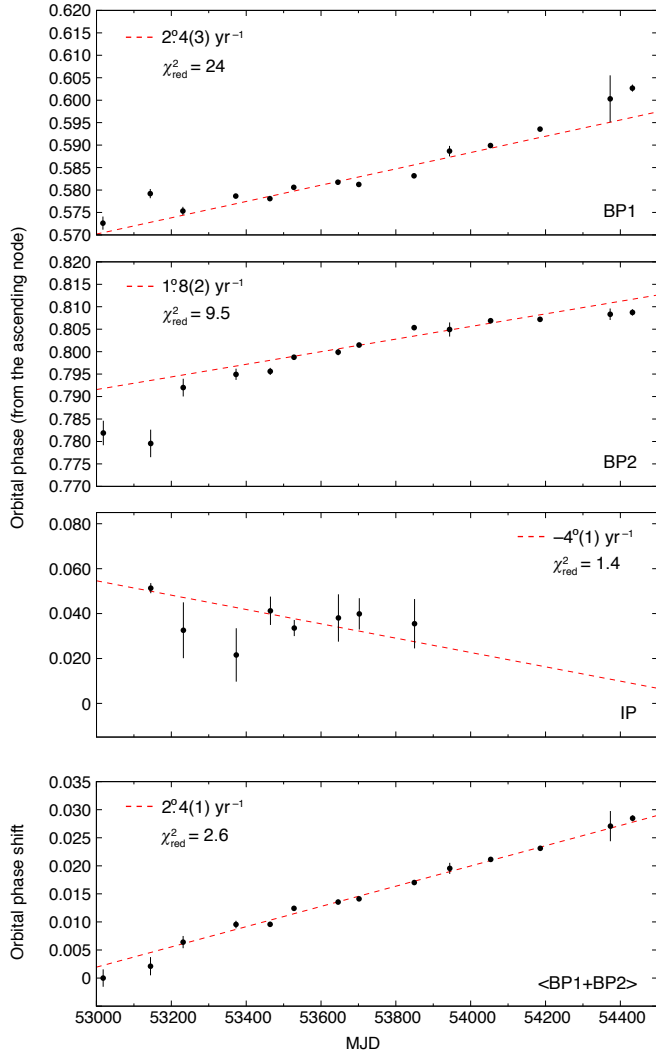 0.620
0.615
0.610
0.605
0.600
0.595
0.590
0.585
0.580
0.575
0.570
2º.4(3) yr⁻¹
χ²red = 24
BP1
0.820
0.815
0.810
0.805
0.800
0.795
0.790
0.785
0.780
0.775
0.770
1º.8(2) yr⁻¹
χ²red = 9.5
BP2
Orbital phase (from the ascending node)
0.080
0.060
0.040
0.020
0
–4º(1) yr⁻¹
χ²red = 1.4
IP
0.035
0.030
0.025
0.020
0.015
0.010
0.005
0
2º.4(1) yr⁻¹
χ²red = 2.6
<BP1+BP2>
Orbital phase shift
53000 53200 53400 53600 53800 54000 54200 54400
MJD